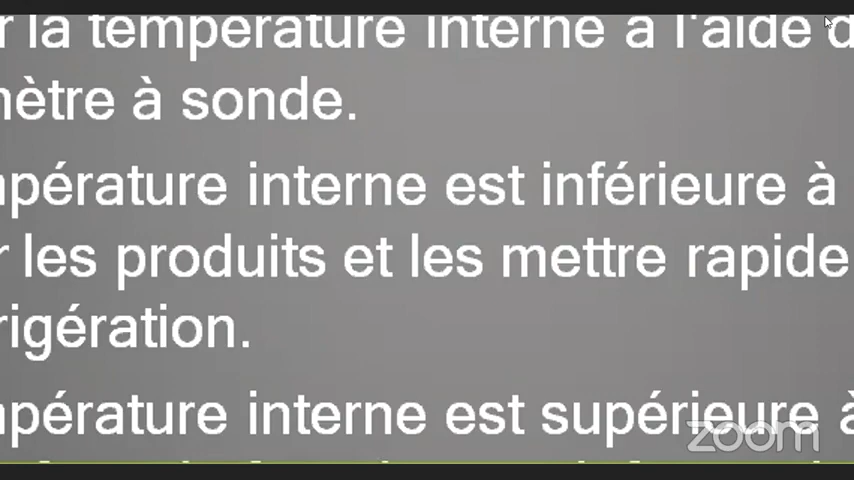 r la température interne à l'aide d
nètre à sonde.
npérature interne est inférieure à
r les produits et les mettre rapide
rigération.
npérature interne est supérieure à
zoom